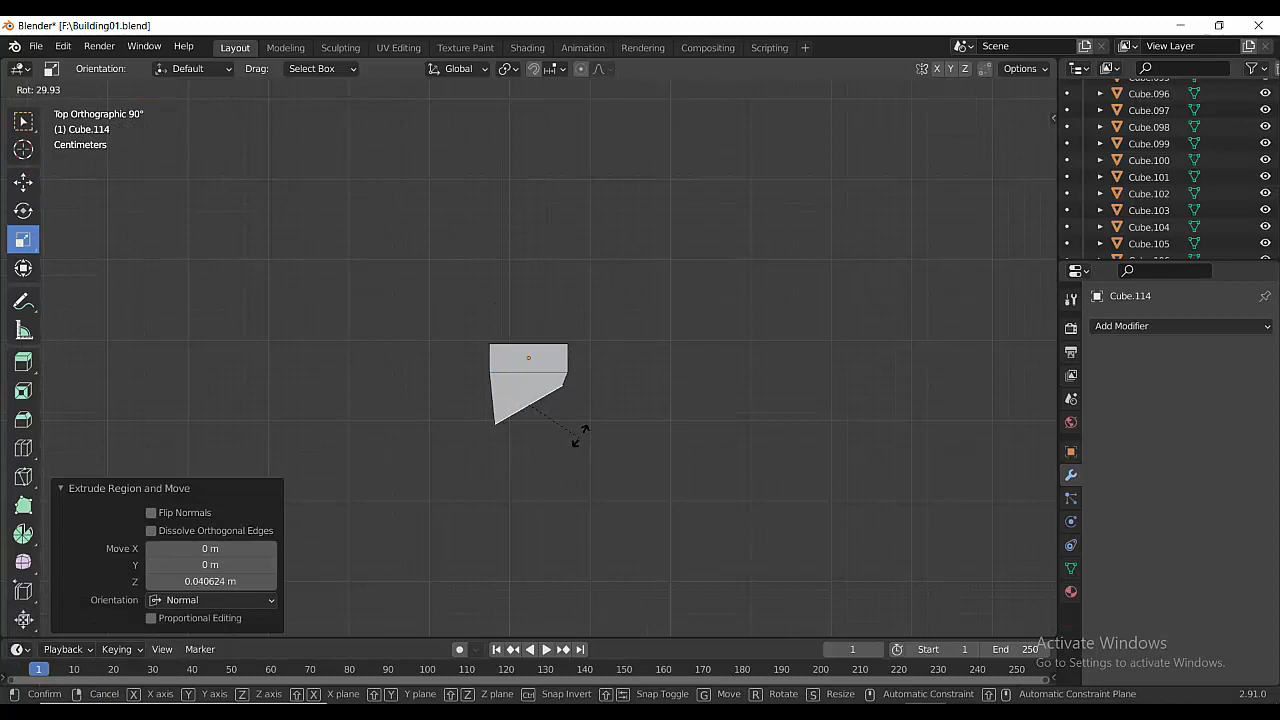 Blender* [F:\Building01.blend]
File Edit Render Window Help Layout Modeling Sculpting UV Editing Texture Paint Shading Animation Rendering Compositing Scripting + Scene View Layer
Orientation: Default Drag: Select Box Global X Y Z Options
Rot: 29.93
Top Orthographic 90°
(1) Cube.114
Centimeters
Cube.096
Cube.097
Cube.098
Cube.099
Cube.100
Cube.101
Cube.102
Cube.103
Cube.104
Cube.105
Cube.114
Add Modifier
Extrude Region and Move
Flip Normals
Dissolve Orthogonal Edges
Move X 0 m
Y 0 m
Z 0.040624 m
Orientation Normal
Proportional Editing
Activate Windows
Go to Settings to activate Windows.
Playback Keying View Marker 1 Start 1 End 250
1 10 20 30 40 50 60 70 80 90 100 110 120 130 140 150 160 170 180 190 200 210 220 230 240 250
Confirm Cancel X X axis Y Y axis Z Z axis X X plane Y Y plane Z Z plane Ctrl Snap Invert Snap Toggle G Move R Rotate S Resize Automatic Constraint Automatic Constraint Plane 2.91.0